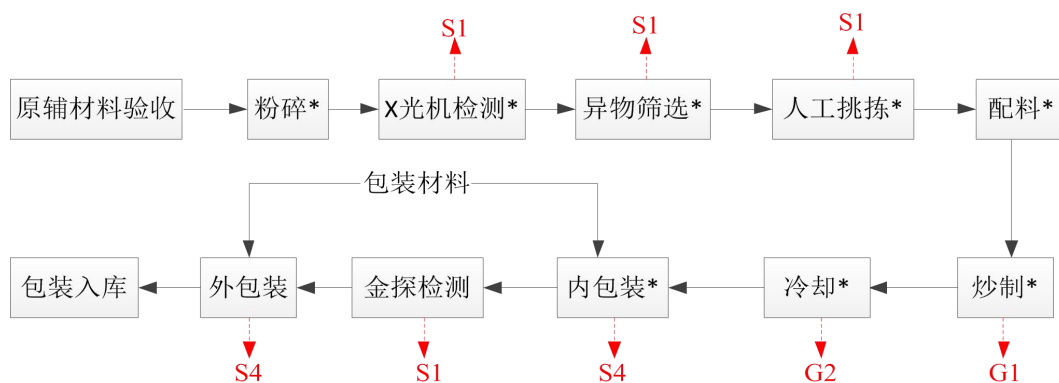 S1
S1
S1
原辅材料验收
粉碎*
X光机检测*
异物筛选*
人工挑拣*
配料*
包装材料
包装入库
外包装
金探检测
内包装*
冷却*
炒制*
S4
S1
S4
G2
G1